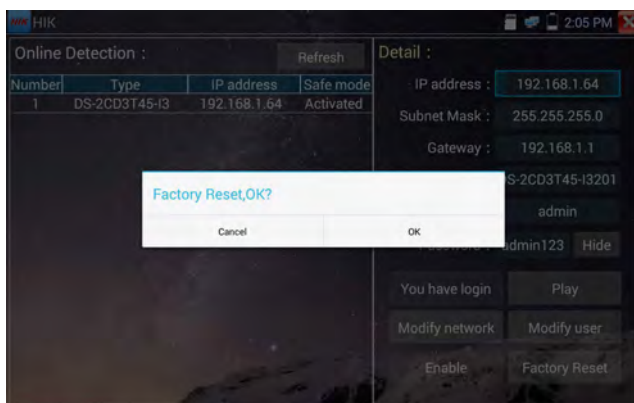 HIK HIK 2:05 PM
Online Detection : Refresh
Number Type IP address Safe mode
1 DS-2CD3T45-I3 192.168.1.64 Activated
Detail :
IP address : 192.168.1.64
Subnet Mask : 255.255.255.0
Gateway : 192.168.1.1
S-2CD3T45-I3201
admin
admin123 Hide
You have login Play
Modify network Modify user
Enable Factory Reset
Factory Reset,OK?
Cancel OK